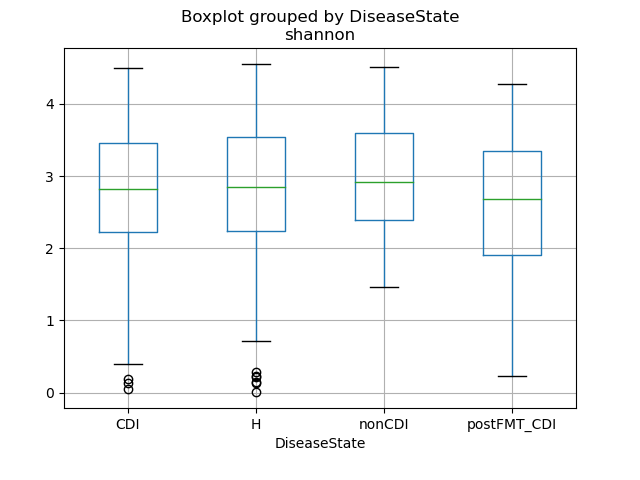 Boxplot grouped by DiseaseState
shannon
4
3
2
1
0
CDI
H
nonCDI
postFMT_CDI
DiseaseState